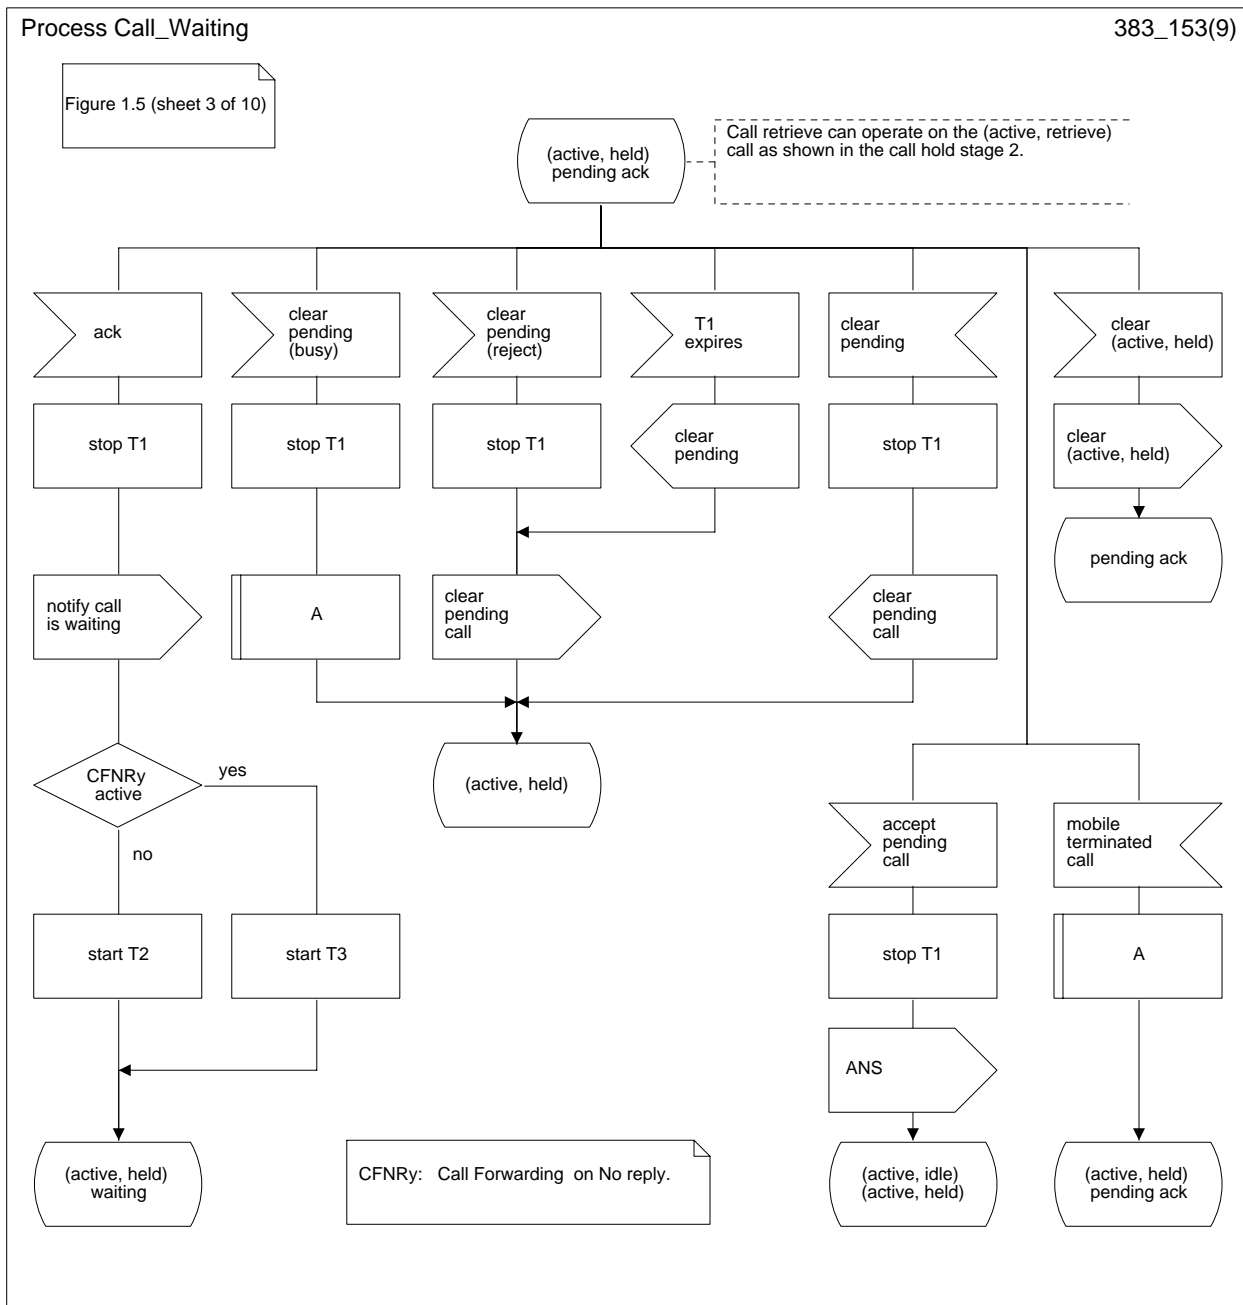 Process Call_Waiting
383_153(9)
Figure 1.5 (sheet 3 of 10)
(active, held)
pending ack
Call retrieve can operate on the (active, retrieve)
call as shown in the call hold stage 2.
ack
clear
pending
(busy)
clear
pending
(reject)
T1
expires
clear
pending
clear
(active, held)
stop T1
stop T1
stop T1
clear
pending
stop T1
clear
(active, held)
pending ack
notify call
is waiting
A
clear
pending
call
clear
pending
call
CFNRy
active
yes
no
(active, held)
accept
pending
call
mobile
terminated
call
start T2
start T3
stop T1
A
ANS
(active, held)
waiting
CFNRy:   Call Forwarding  on No reply.
(active, idle)
(active, held)
(active, held)
pending ack